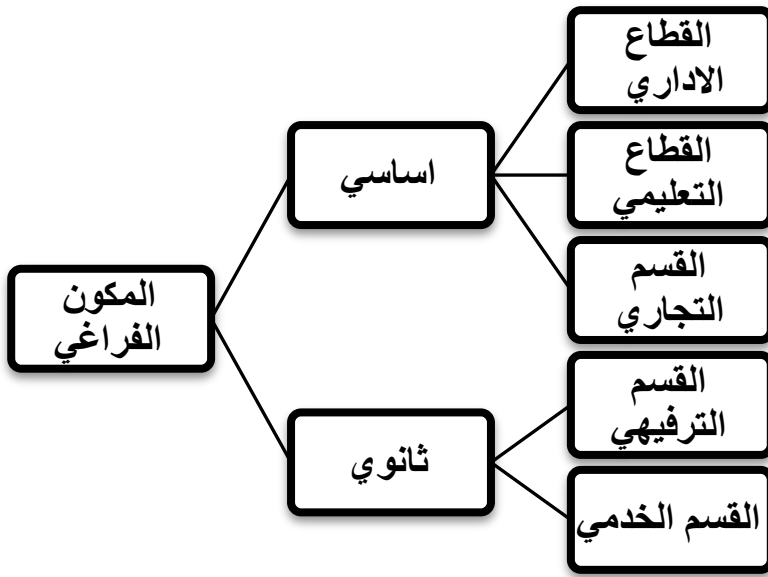 المكون
الفراغي
اساسي
القطاع
الاداري
القطاع
التعليمي
القسم
التجاري
ثانوي
القسم
الترفيهي
القسم الخدمي